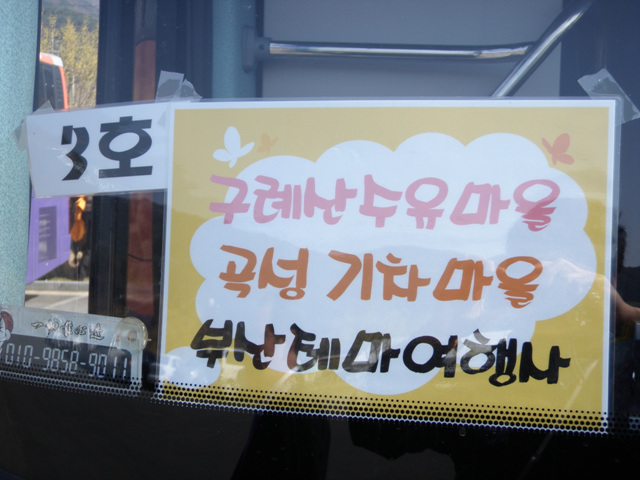 3호
구례산수유마을
곡성 기차마을
부난테마여행사
010-9858-9011